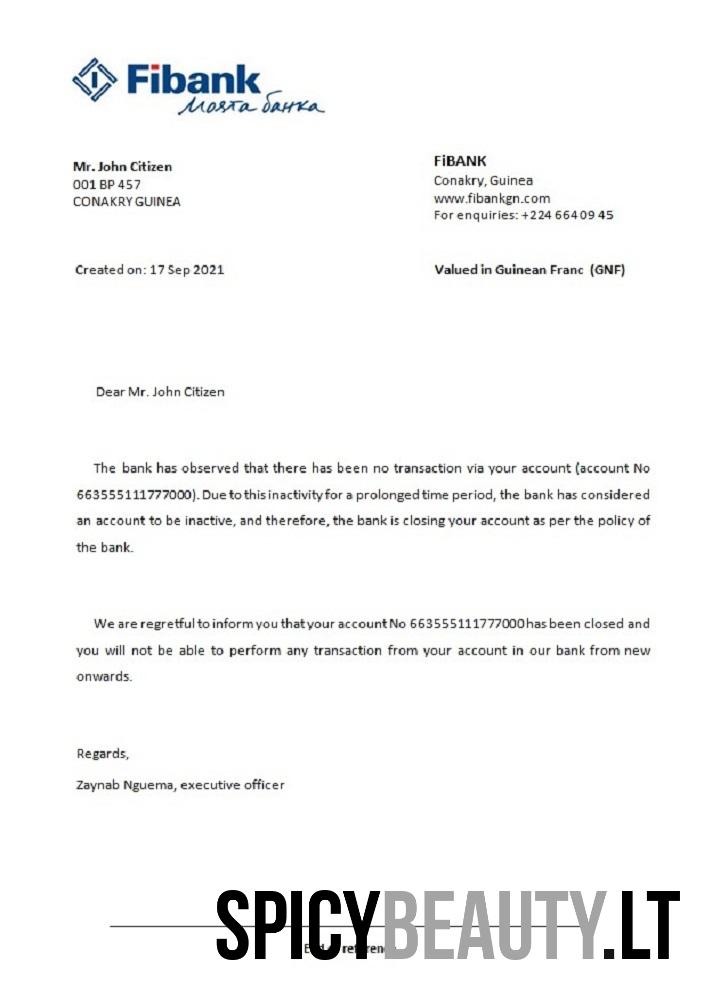 Fibank
Моята банка
Mr. John Citizen
001 BP 457
CONAKRY GUINEA
FiBANK
Conakry, Guinea
www.fibankgn.com
For enquiries: +224 664 09 45
Created on: 17 Sep 2021
Valued in Guinean Franc (GNF)
Dear Mr. John Citizen
The bank has observed that there has been no transaction via your account (account No
663555111777000). Due to this inactivity for a prolonged time period, the bank has considered
an account to be inactive, and therefore, the bank is closing your account as per the policy of
the bank.
We are regretful to inform you that your account No 663555111777000 has been closed and
you will not be able to perform any transaction from your account in our bank from new
onwards.
Regards,
Zaynab Nguema, executive officer
SPICYBEAUTY.LT